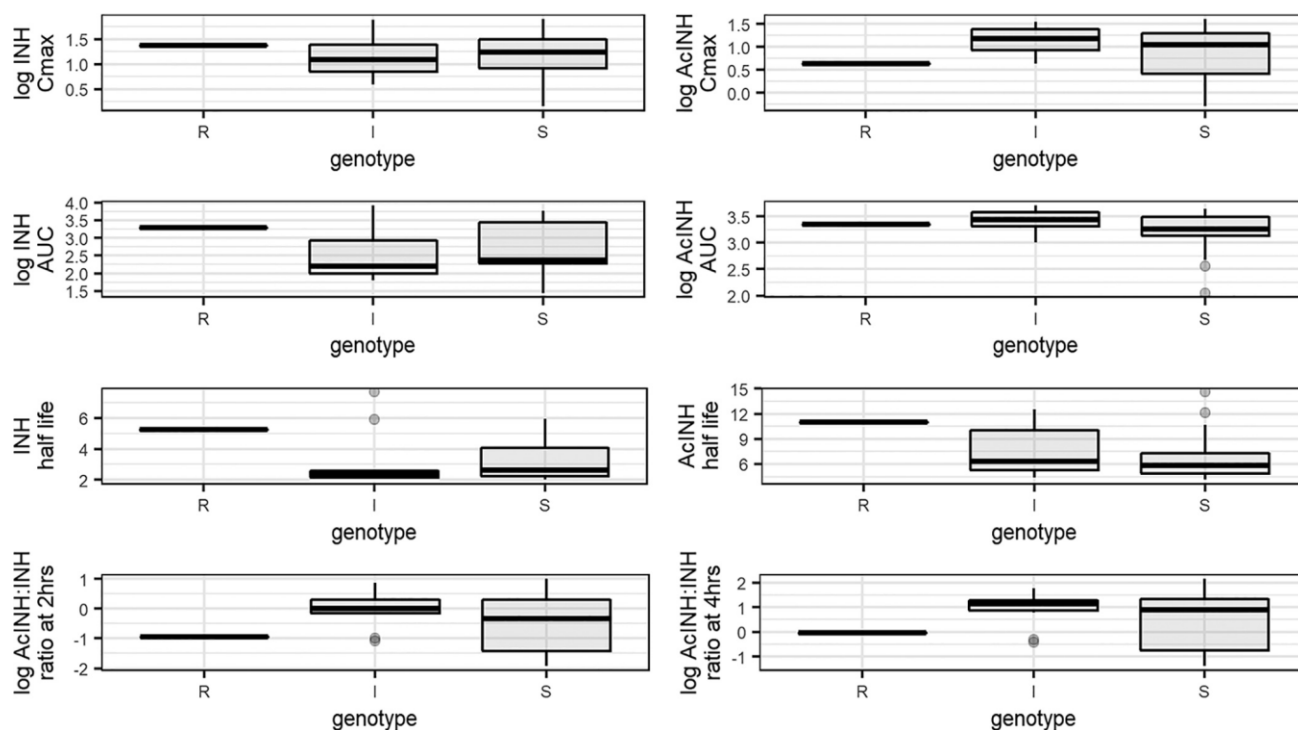 log INH
Cmax
1.5
1.0
0.5
R I S
genotype
log AcINH
Cmax
1.5
1.0
0.5
0.0
R I S
genotype
log INH
AUC
4.0
3.5
3.0
2.5
2.0
1.5
R I S
genotype
log AcINH
AUC
3.5
3.0
2.5
2.0
R I S
genotype
INH
half life
6
4
2
R I S
genotype
AcINH
half life
15
12
9
6
R I S
genotype
log AcINH:INH
ratio at 2hrs
1
0
-1
-2
R I S
genotype
log AcINH:INH
ratio at 4hrs
2
1
0
-1
R I S
genotype